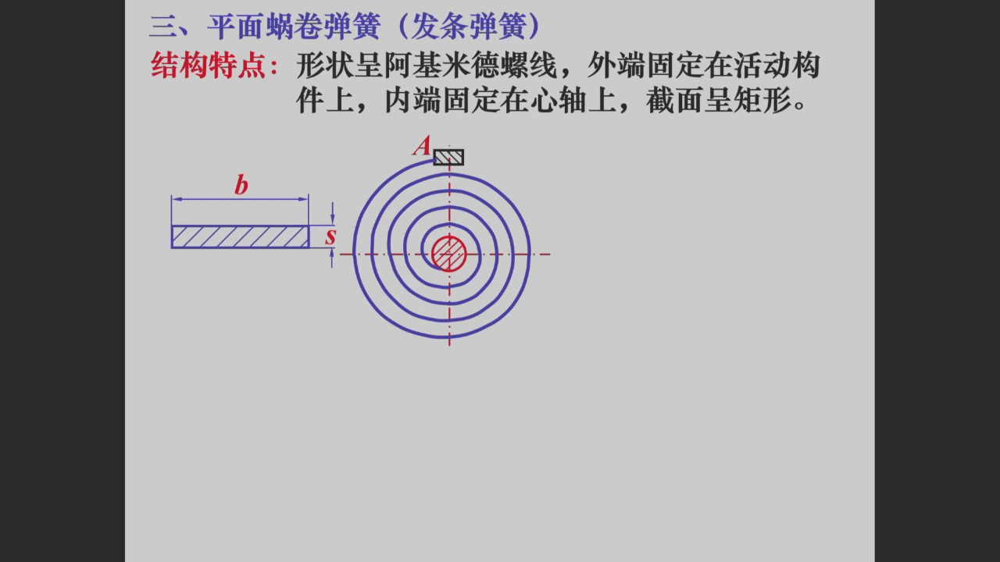 三、平面蜗卷弹簧（发条弹簧）
结构特点：形状呈阿基米德螺线，外端固定在活动构
件上，内端固定在心轴上，截面呈矩形。
A
b
s